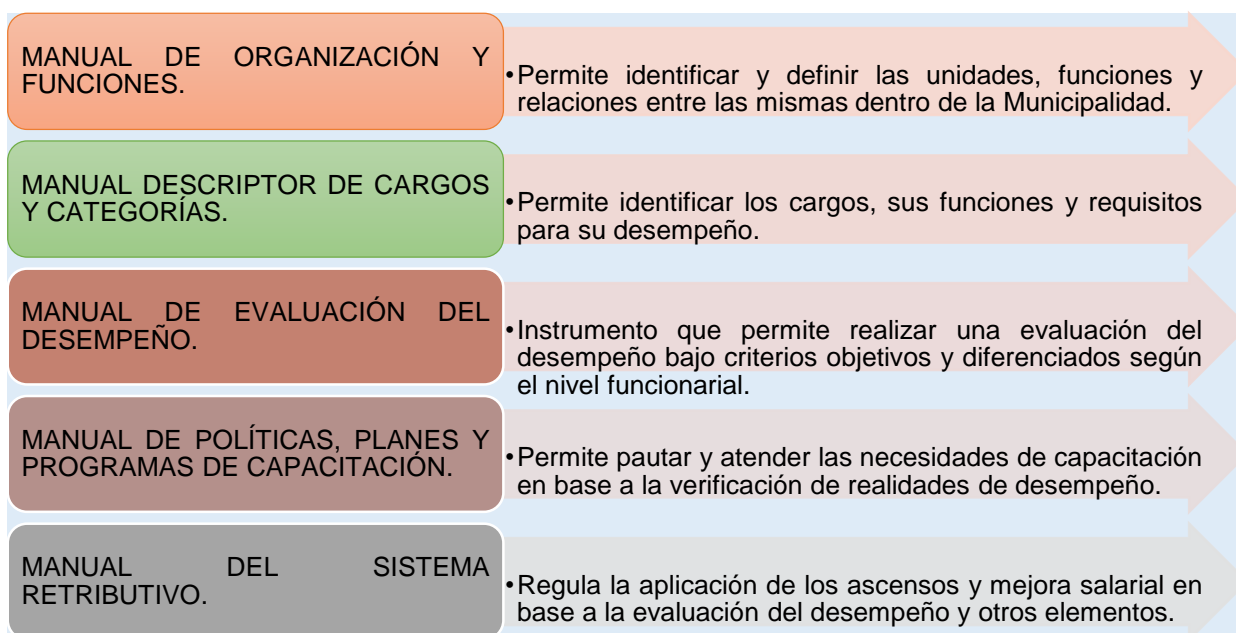 MANUAL DE ORGANIZACIÓN Y
FUNCIONES.
•Permite identificar y definir las unidades, funciones y
relaciones entre las mismas dentro de la Municipalidad.
MANUAL DESCRIPTOR DE CARGOS
Y CATEGORÍAS.
•Permite identificar los cargos, sus funciones y requisitos
para su desempeño.
MANUAL DE EVALUACIÓN DEL
DESEMPEÑO.
•Instrumento que permite realizar una evaluación del
desempeño bajo criterios objetivos y diferenciados según
el nivel funcionarial.
MANUAL DE POLÍTICAS, PLANES Y
PROGRAMAS DE CAPACITACIÓN.
•Permite pautar y atender las necesidades de capacitación
en base a la verificación de realidades de desempeño.
MANUAL DEL SISTEMA
RETRIBUTIVO.
•Regula la aplicación de los ascensos y mejora salarial en
base a la evaluación del desempeño y otros elementos.